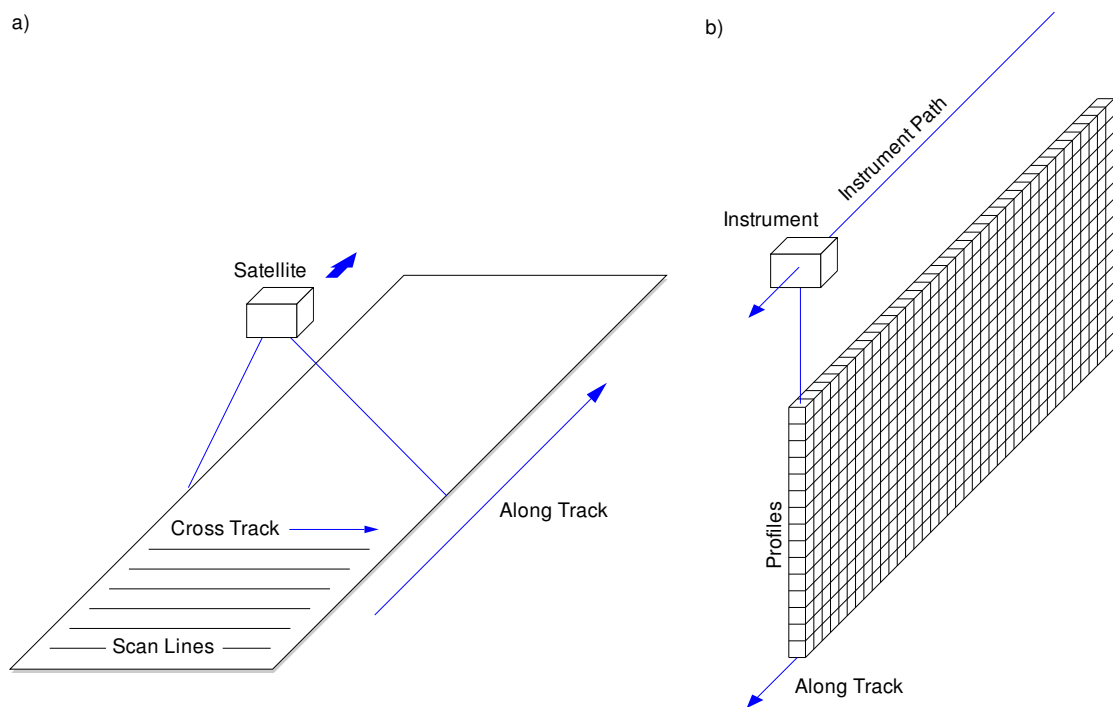 a)
Satellite
Cross Track
Along Track
Scan Lines
b)
Instrument Path
Instrument
Profiles
Along Track